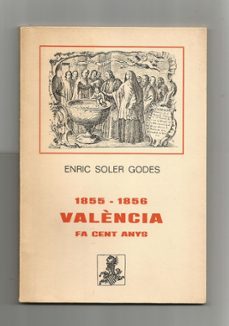 ENRIC SOLER GODES
1855 - 1856
VALÈNCIA
FA CENT ANYS